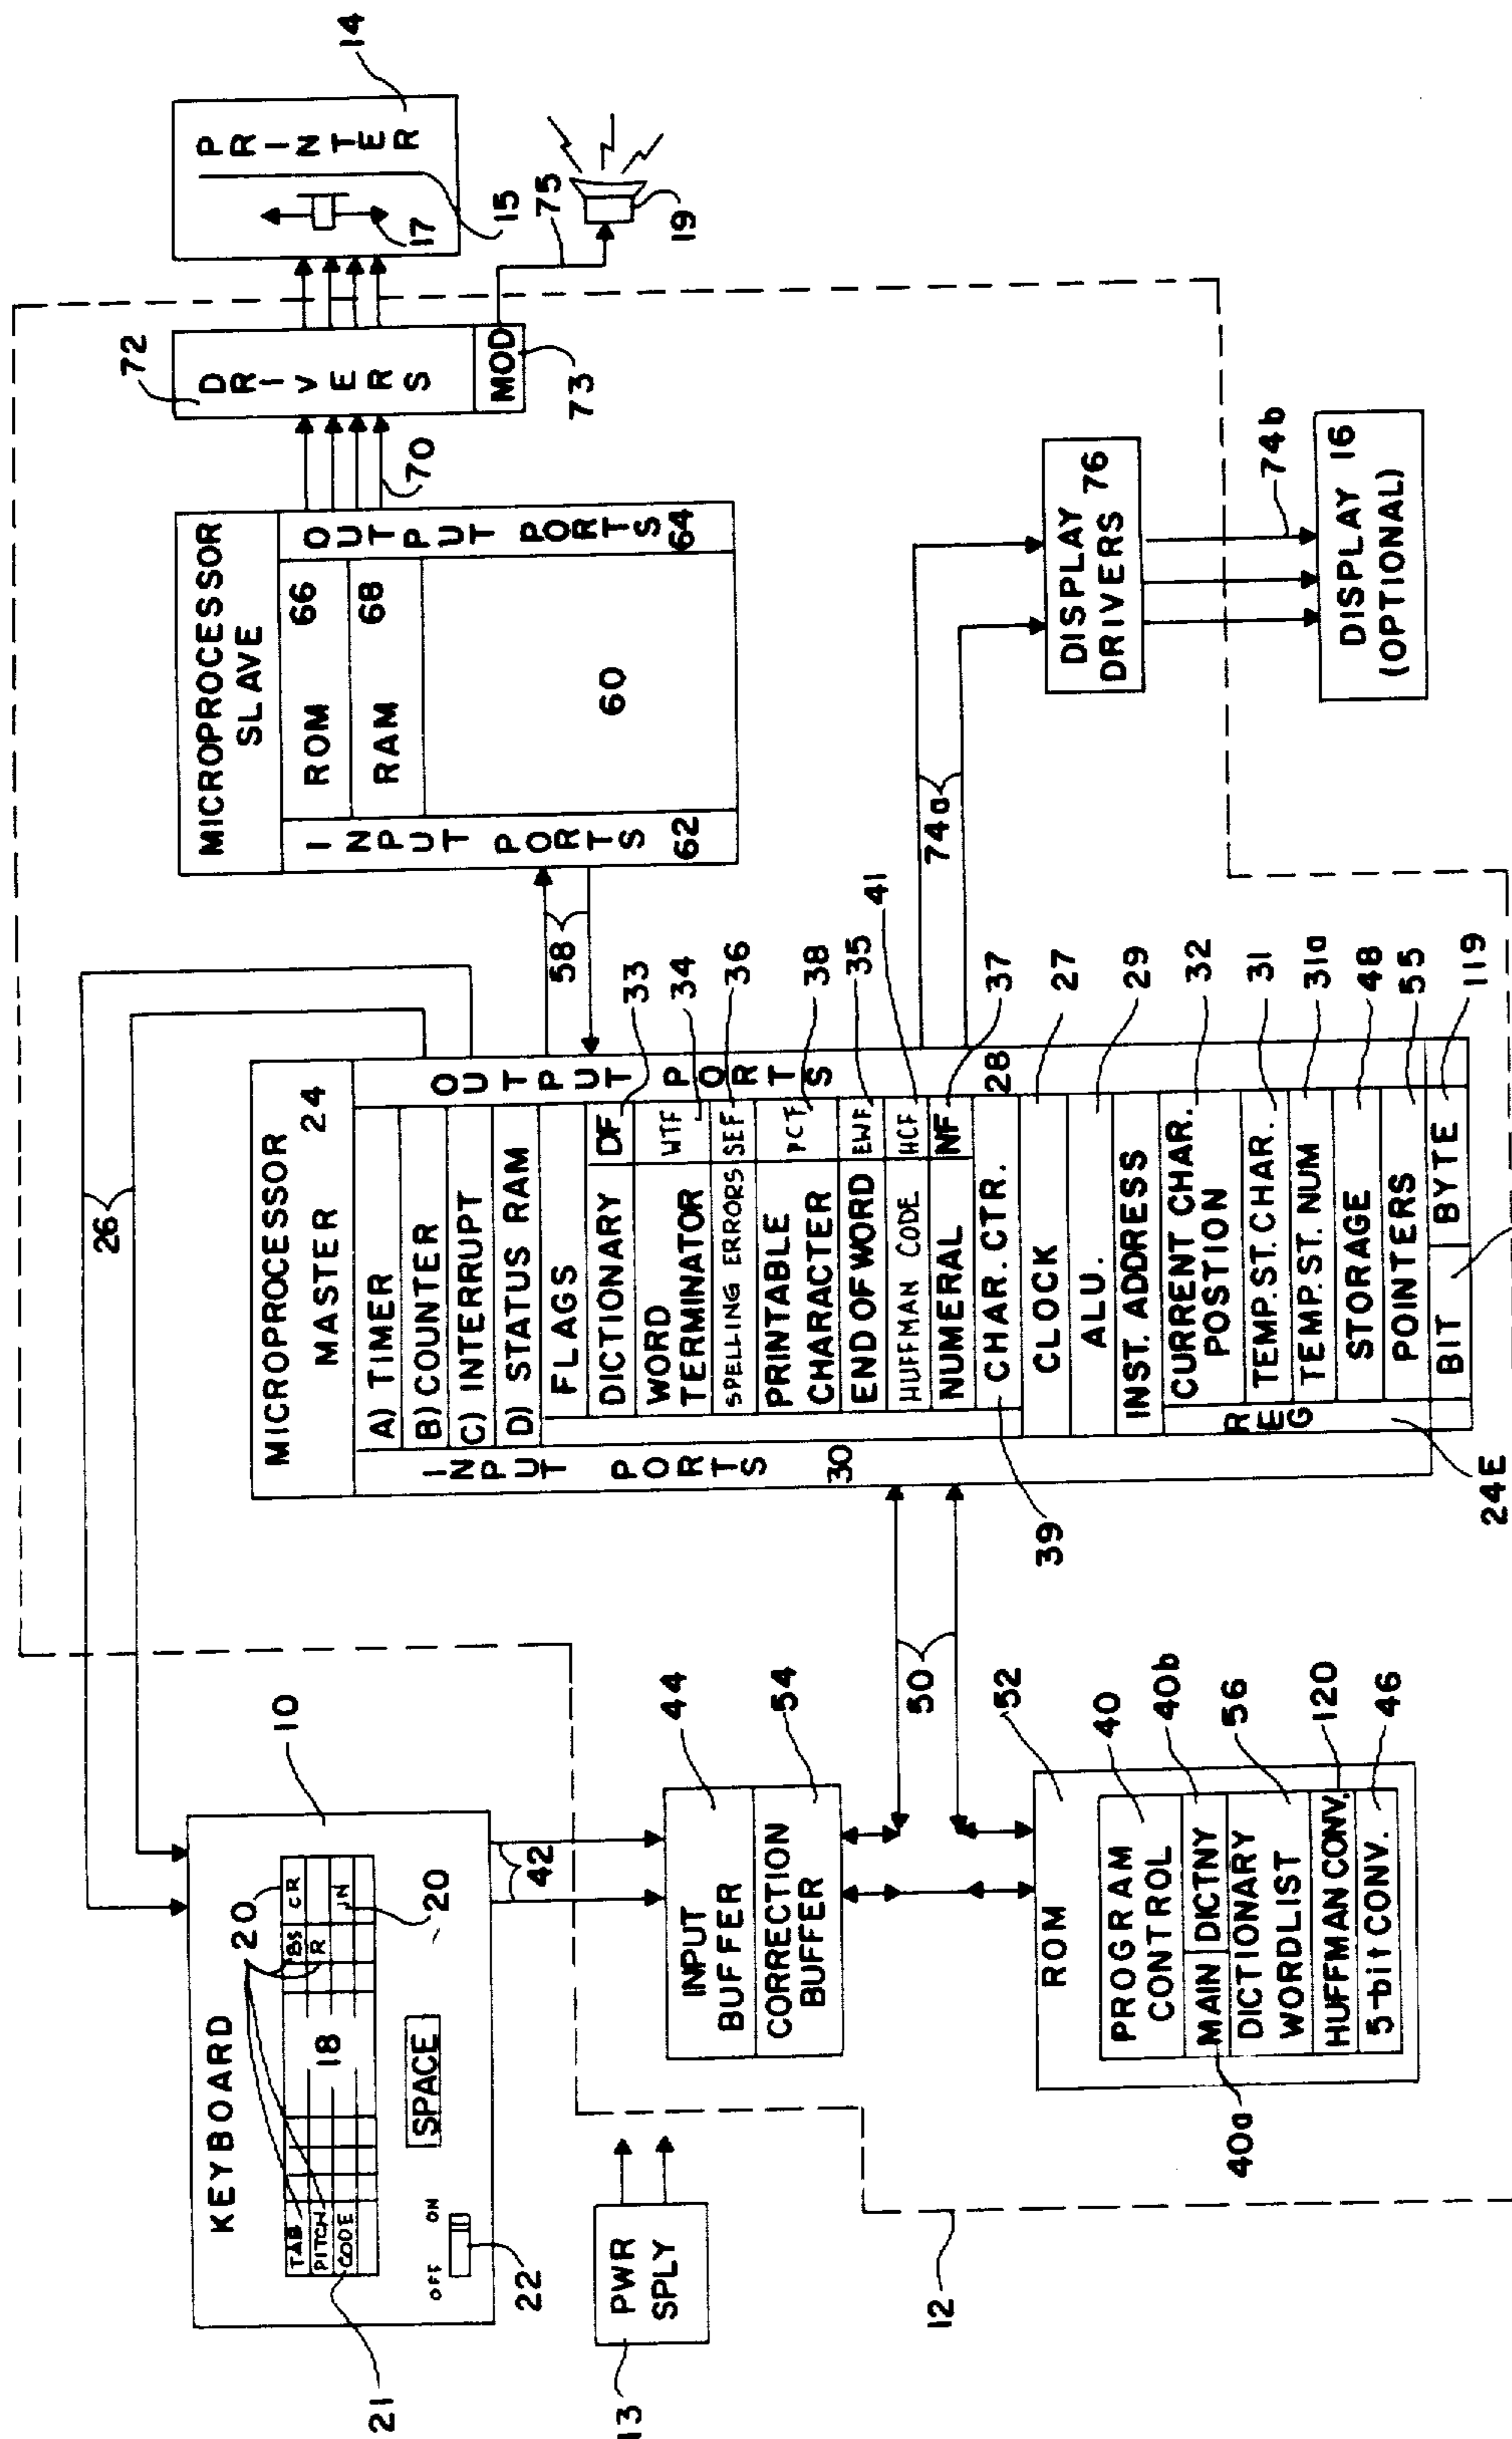 KEYBOARD
10
20
TAB
BS
CR
PITCH
R
18
CODE
N
20
21
SPACE
OFF
ON
22
26
42
PWR
SPLY
13
12
INPUT
BUFFER
44
CORRECTION
BUFFER
54
50
ROM
52
PROGRAM
CONTROL
40
MAIN
DICTNY
40a
40b
DICTIONARY
WORDLIST
56
HUFFMAN CONV.
120
5-bit CONV.
46
MICROPROCESSOR
MASTER
24
INPUT PORTS
30
OUTPUT PORTS
28
A) TIMER
B) COUNTER
C) INTERRUPT
D) STATUS RAM
FLAGS
DICTIONARY
DF
33
WORD
TERMINATOR
WTF
34
SPELLING ERRORS
SEF
36
PRINTABLE
CHARACTER
PCF
38
END OF WORD
EWF
35
HUFFMAN CODE
HCF
41
NUMERAL
NF
37
CHAR. CTR.
39
CLOCK
27
ALU.
29
INST. ADDRESS
REG
CURRENT CHAR.
POSTION
32
TEMP. ST. CHAR.
31
TEMP. ST. NUM
31a
STORAGE
48
POINTERS
55
BIT
BYTE
119
24E
58
MICROPROCESSOR
SLAVE
INPUT PORTS
62
ROM
66
RAM
68
60
OUTPUT PORTS
64
70
72
DRIVERS
MOD
73
PRINTER
14
17
15
75
19
74a
DISPLAY
DRIVERS 76
74b
DISPLAY 16
(OPTIONAL)